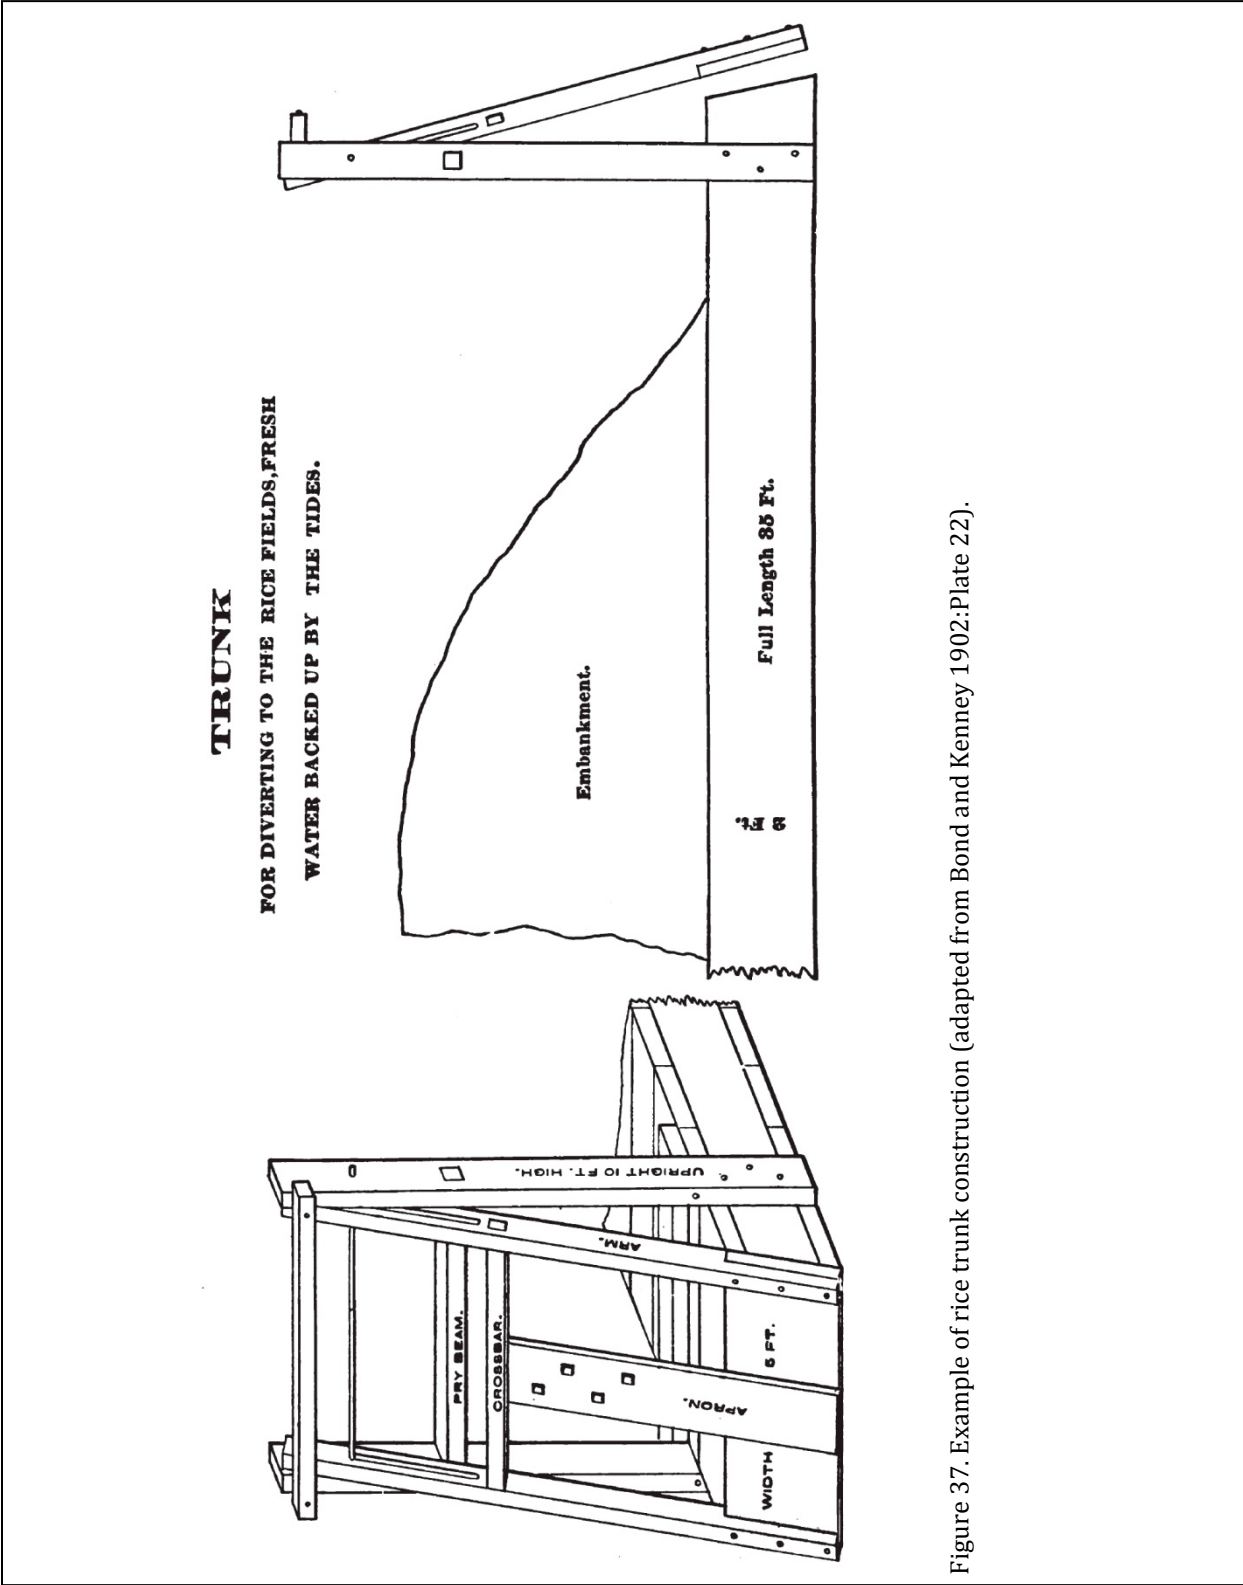 TRUNK
FOR DIVERTING TO THE RICE FIELDS, FRESH
WATER BACKED UP BY THE TIDES.
UPRIGHT 10 FT. HIGH.
ARM.
PRY BEAM.
CROSSBAR.
APRON.
WIDTH 5 FT.
Embankment.
2 Ft.
Full Length 35 Ft.
Figure 37. Example of rice trunk construction (adapted from Bond and Kenney 1902:Plate 22).